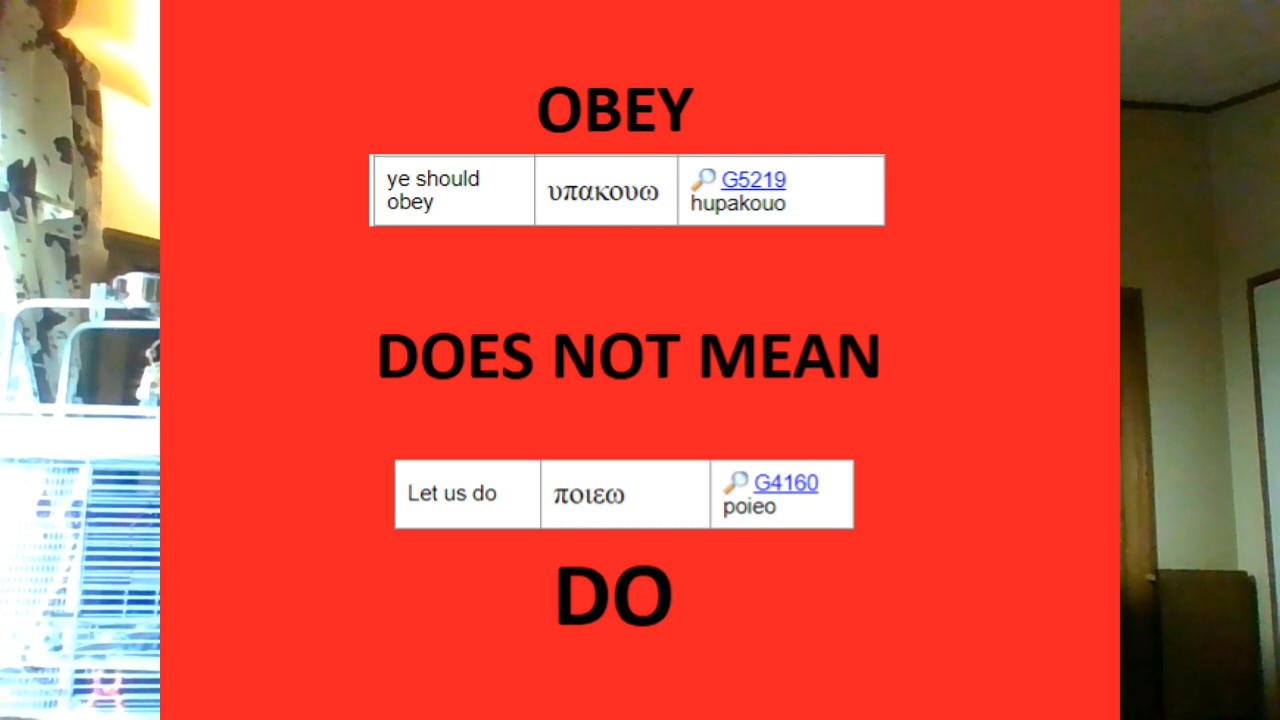 OBEY
ye should obey υπακουω G5219 hupakouo
DOES NOT MEAN
Let us do ποιεω G4160 poieo
DO